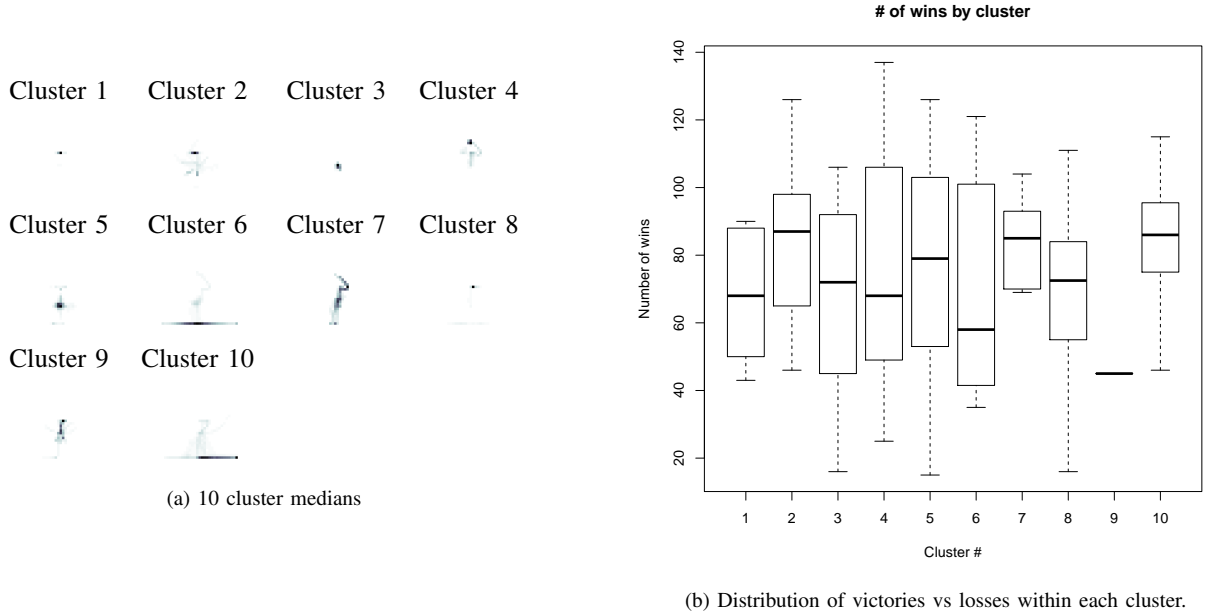 Cluster 1 Cluster 2 Cluster 3 Cluster 4
Cluster 5 Cluster 6 Cluster 7 Cluster 8
Cluster 9 Cluster 10
(a) 10 cluster medians
# of wins by cluster
Number of wins
140
120
100
80
60
40
20
1 2 3 4 5 6 7 8 9 10
Cluster #
(b) Distribution of victories vs losses within each cluster.